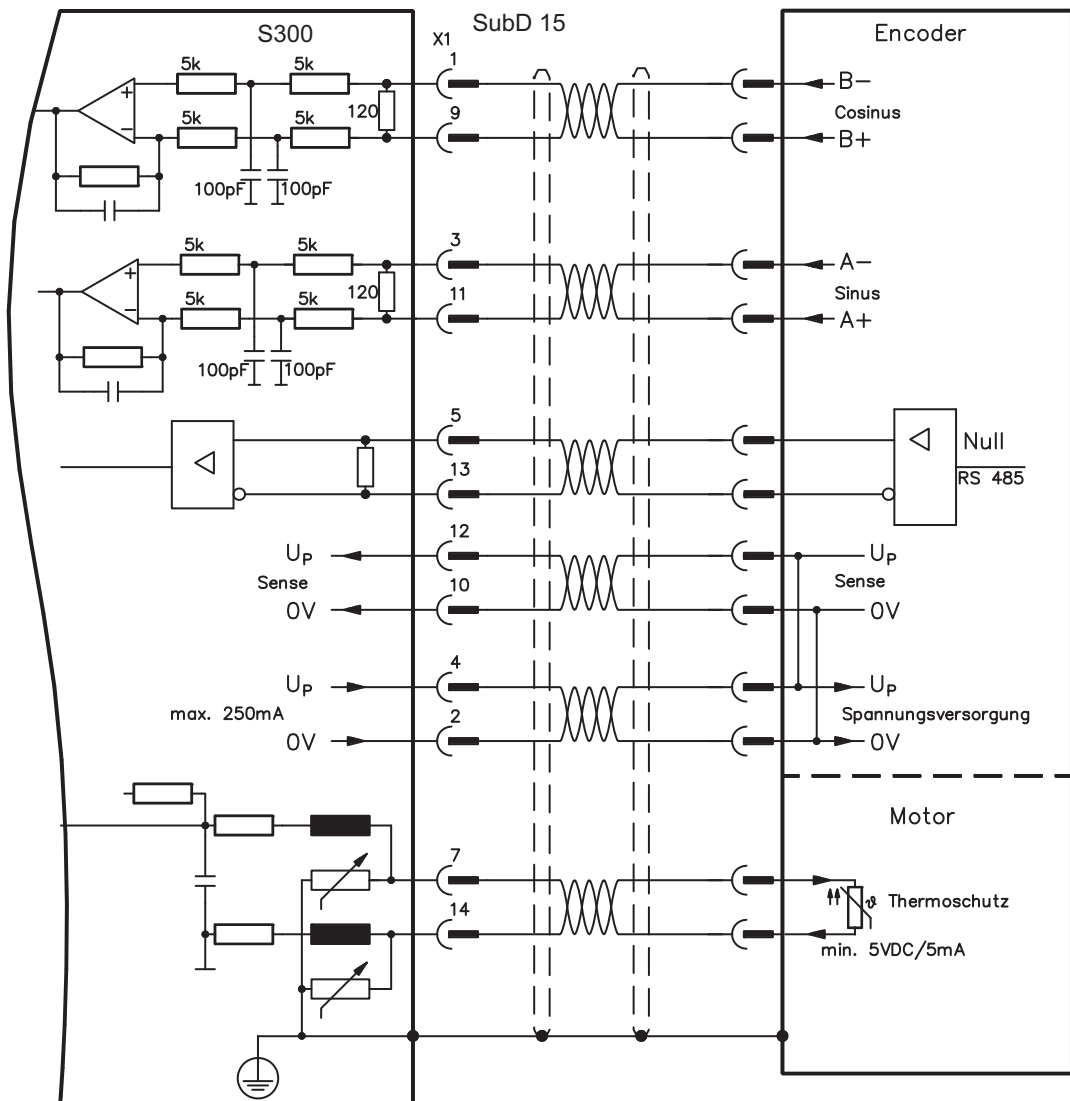 S300
SubD 15
Encoder
X1
5k
5k
1
B−
+
120
Cosinus
−
5k
5k
9
B+
100pF
100pF
5k
5k
3
A−
+
120
Sinus
−
5k
5k
11
A+
100pF
100pF
5
Null
13
RS 485
12
UP
UP
Sense
Sense
10
0V
0V
4
UP
UP
max. 250mA
Spannungsversorgung
2
0V
0V
Motor
7
ϑ Thermoschutz
14
min. 5VDC/5mA